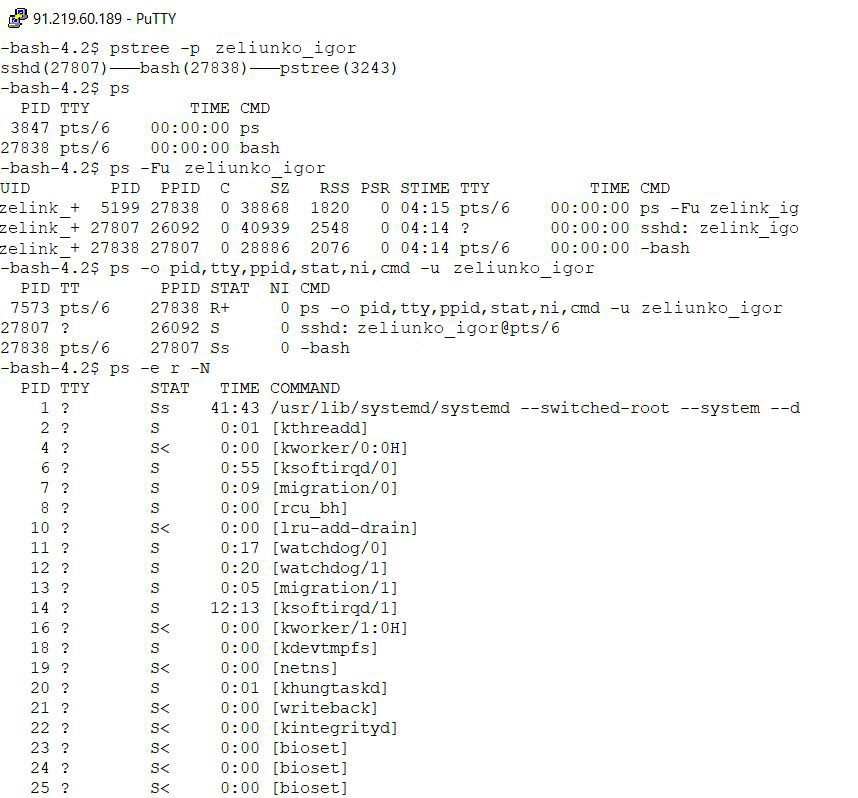 91.219.60.189 - PuTTY
-bash-4.2$ pstree -p zeliunko_igor
sshd(27807)───bash(27838)───pstree(3243)
-bash-4.2$ ps
  PID TTY          TIME CMD
 3847 pts/6    00:00:00 ps
27838 pts/6    00:00:00 bash
-bash-4.2$ ps -Fu zeliunko_igor
UID        PID  PPID  C    SZ   RSS PSR STIME TTY          TIME CMD
zelink_+  5199 27838  0 38868  1820   0 04:15 pts/6    00:00:00 ps -Fu zelink_ig
zelink_+ 27807 26092  0 40939  2548   0 04:14 ?        00:00:00 sshd: zelink_igo
zelink_+ 27838 27807  0 28886  2076   0 04:14 pts/6    00:00:00 -bash
-bash-4.2$ ps -o pid,tty,ppid,stat,ni,cmd -u zeliunko_igor
  PID TT        PPID STAT  NI CMD
 7573 pts/6    27838 R+     0 ps -o pid,tty,ppid,stat,ni,cmd -u zeliunko_igor
27807 ?        26092 S      0 sshd: zeliunko_igor@pts/6
27838 pts/6    27807 Ss     0 -bash
-bash-4.2$ ps -e r -N
  PID TTY      STAT   TIME COMMAND
    1 ?        Ss    41:43 /usr/lib/systemd/systemd --switched-root --system --d
    2 ?        S      0:01 [kthreadd]
    4 ?        S<     0:00 [kworker/0:0H]
    6 ?        S      0:55 [ksoftirqd/0]
    7 ?        S      0:09 [migration/0]
    8 ?        S      0:00 [rcu_bh]
   10 ?        S<     0:00 [lru-add-drain]
   11 ?        S      0:17 [watchdog/0]
   12 ?        S      0:20 [watchdog/1]
   13 ?        S      0:05 [migration/1]
   14 ?        S     12:13 [ksoftirqd/1]
   16 ?        S<     0:00 [kworker/1:0H]
   18 ?        S      0:00 [kdevtmpfs]
   19 ?        S<     0:00 [netns]
   20 ?        S      0:01 [khungtaskd]
   21 ?        S<     0:00 [writeback]
   22 ?        S<     0:00 [kintegrityd]
   23 ?        S<     0:00 [bioset]
   24 ?        S<     0:00 [bioset]
   25 ?        S<     0:00 [bioset]